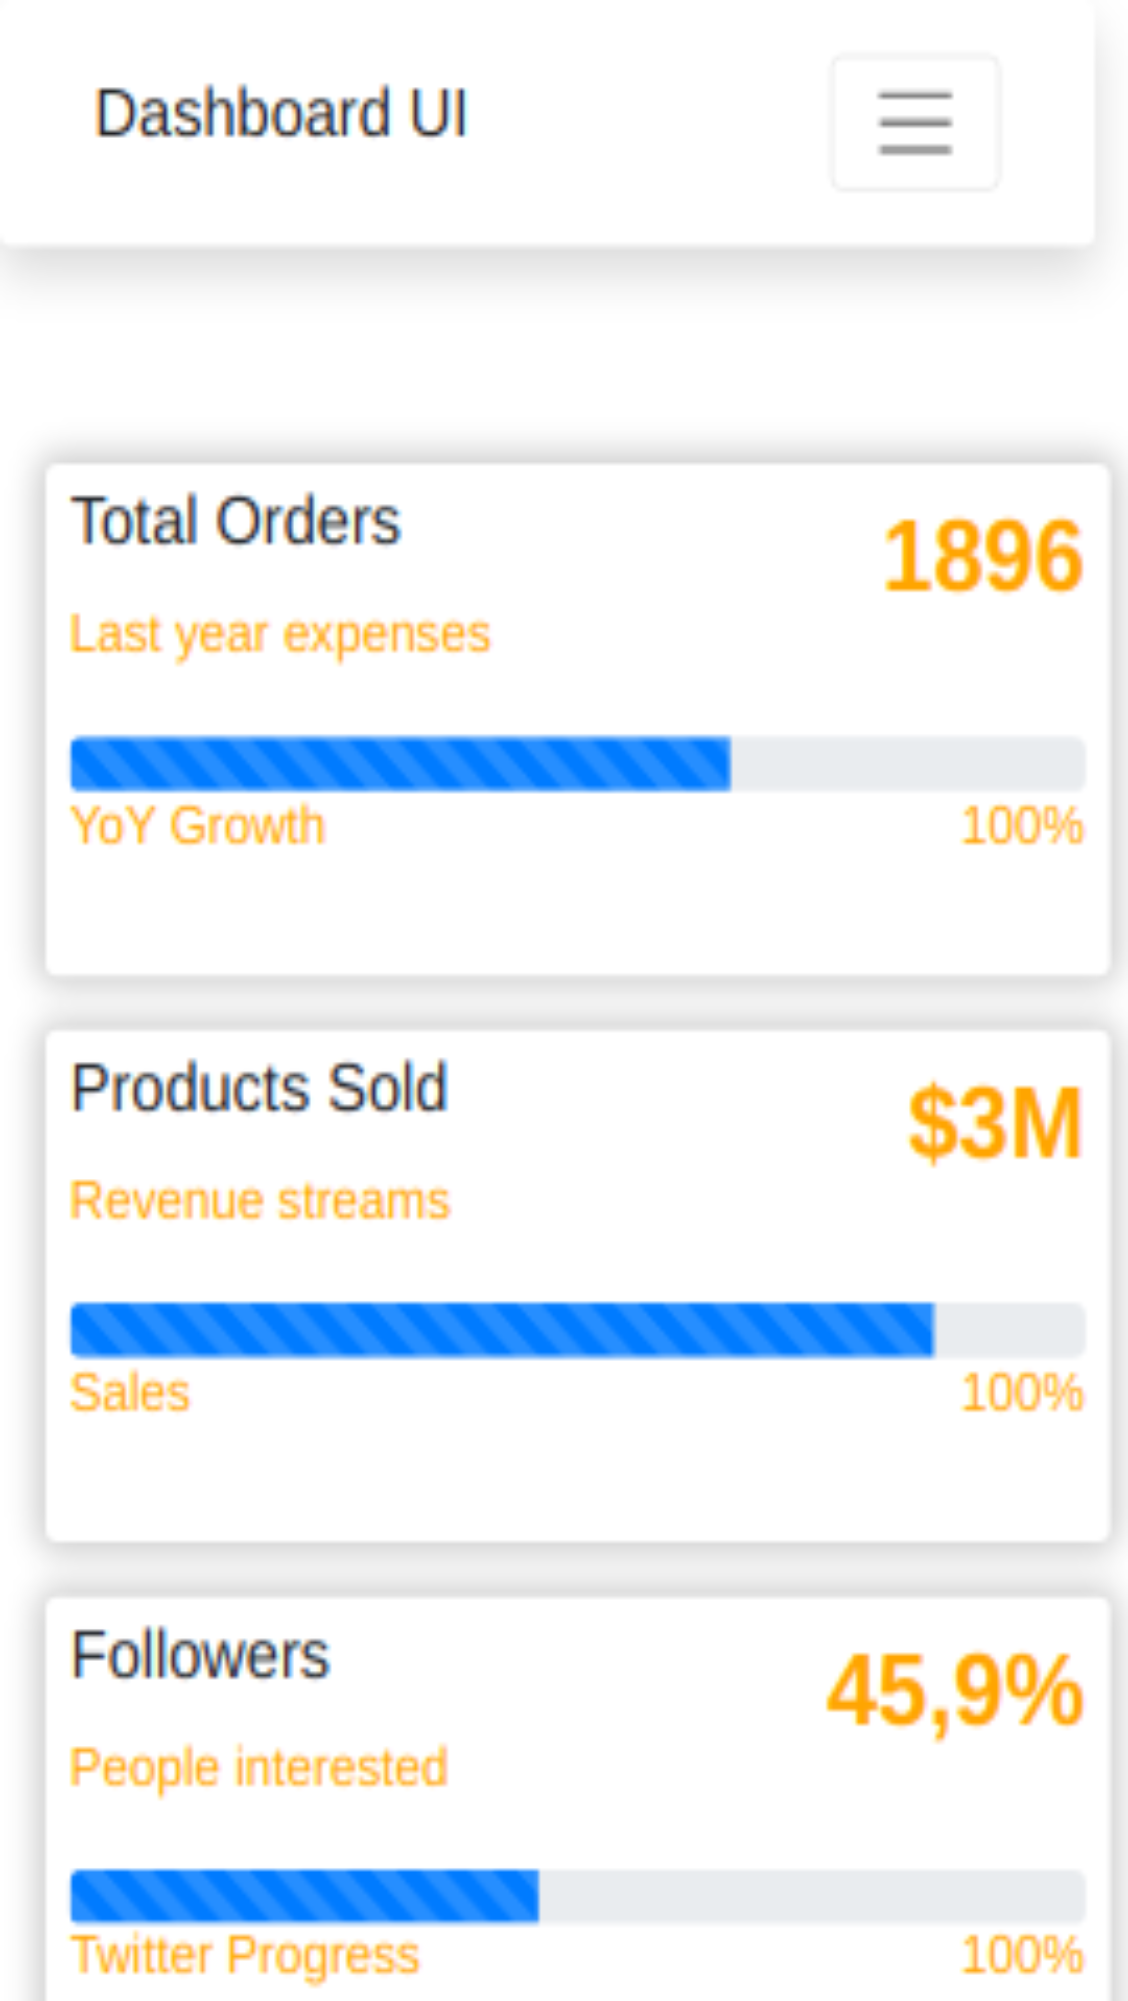 Dashboard UI
Total Orders
1896
Last year expenses
YoY Growth 100%
Products Sold
$3M
Revenue streams
Sales 100%
Followers
45,9%
People interested
Twitter Progress 100%